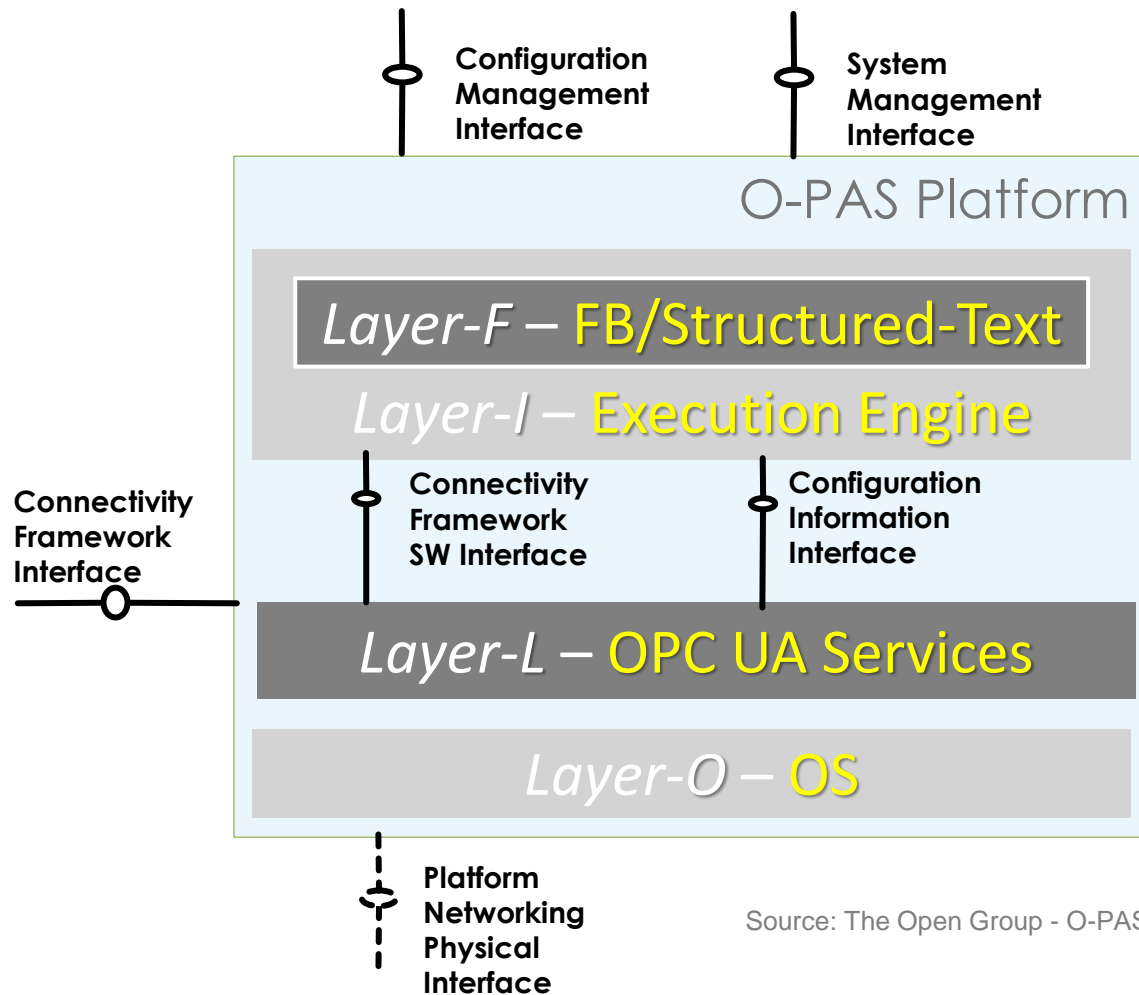 Configuration
Management
Interface
System
Management
Interface
O-PAS Platform
Layer-F – FB/Structured-Text
Layer-I – Execution Engine
Connectivity
Framework
Interface
Connectivity
Framework
SW Interface
Configuration
Information
Interface
Layer-L – OPC UA Services
Layer-O – OS
Platform
Networking
Physical
Interface
Source: The Open Group - O-PAS